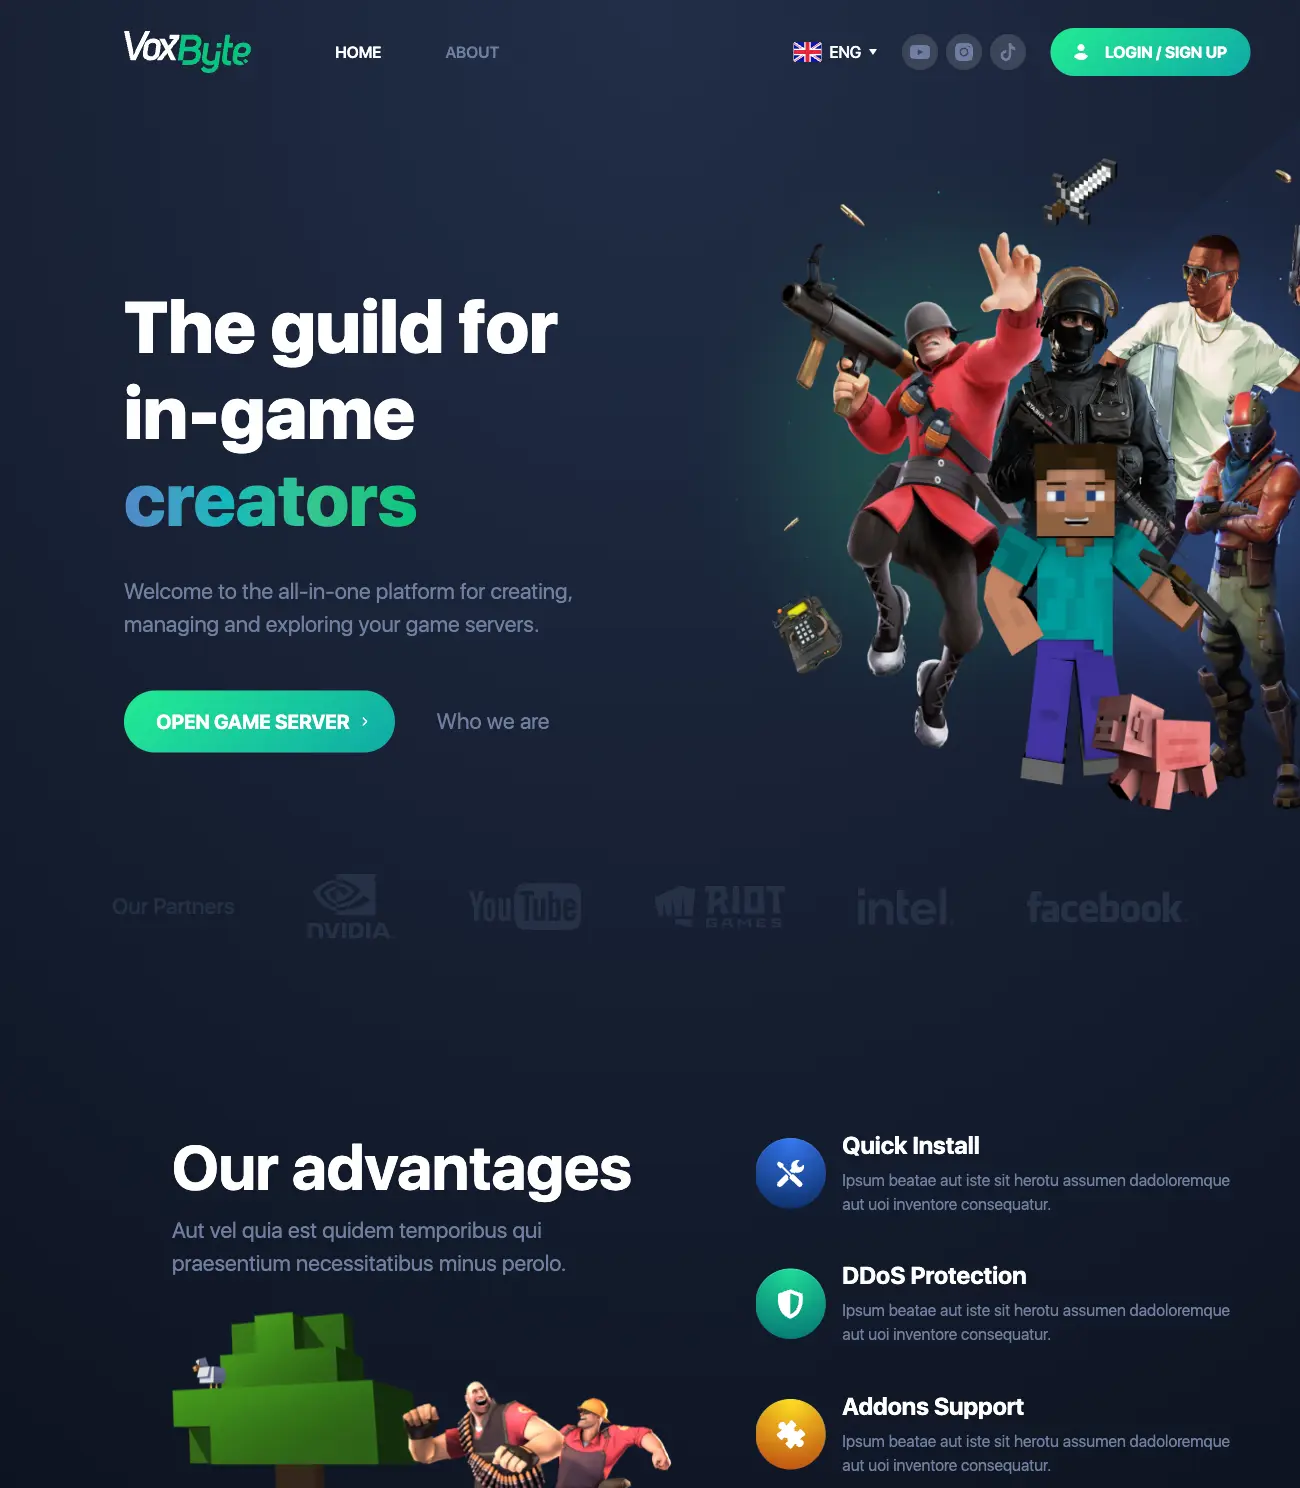 VoxByte
HOME
ABOUT
ENG
LOGIN / SIGN UP
The guild for
in-game
creators
Welcome to the all-in-one platform for creating,
managing and exploring your game servers.
OPEN GAME SERVER
Who we are
Our Partners
NVIDIA
YouTube
RIOT
GAMES
intel
facebook
Our advantages
Aut vel quia est quidem temporibus qui
praesentium necessitatibus minus perolo.
Quick Install
Ipsum beatae aut iste sit herotu assumen dadoloremque
aut uoi inventore consequatur.
DDoS Protection
Ipsum beatae aut iste sit herotu assumen dadoloremque
aut uoi inventore consequatur.
Addons Support
Ipsum beatae aut iste sit herotu assumen dadoloremque
aut uoi inventore consequatur.